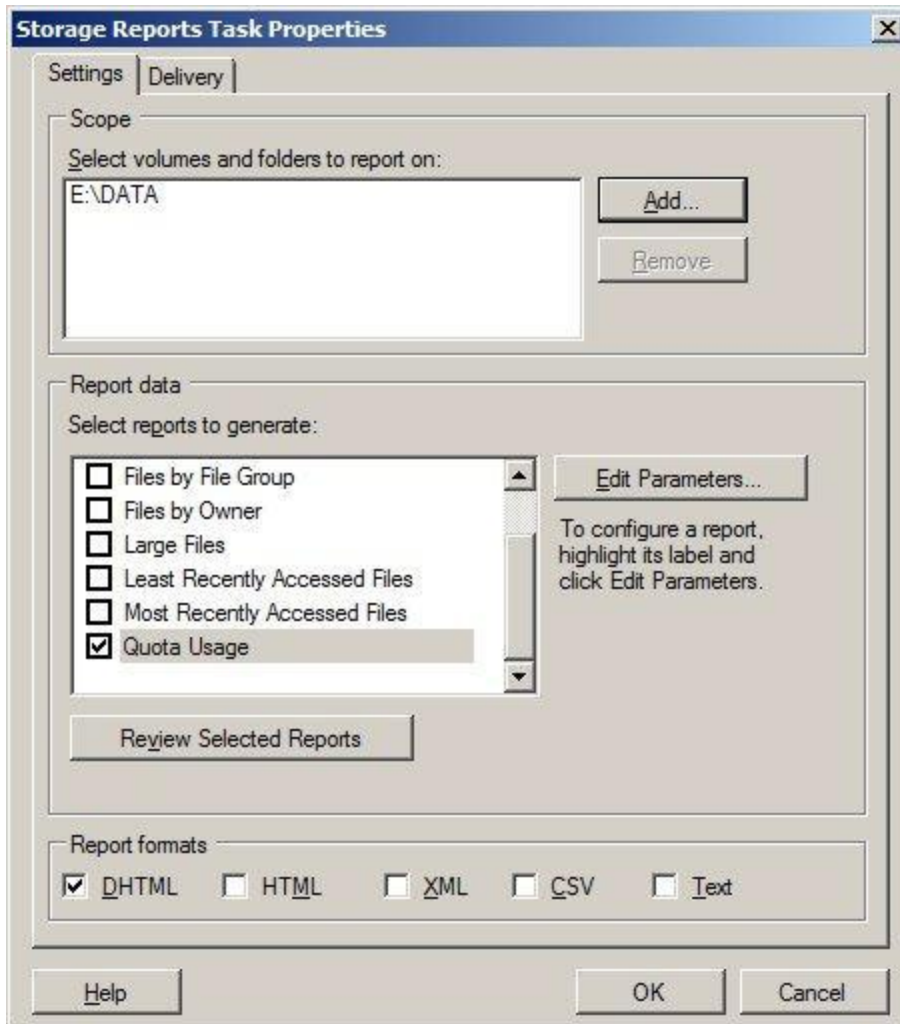 Storage Reports Task Properties
Settings Delivery
Scope
Select volumes and folders to report on:
E:\DATA
Add...
Remove
Report data
Select reports to generate:
Files by File Group
Files by Owner
Large Files
Least Recently Accessed Files
Most Recently Accessed Files
Quota Usage
Edit Parameters...
To configure a report,
highlight its label and
click Edit Parameters.
Review Selected Reports
Report formats
DHTML HTML XML CSV Text
Help OK Cancel